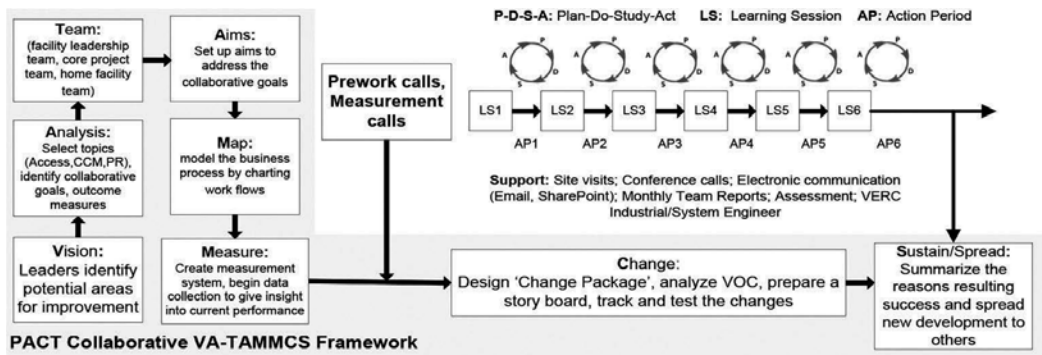 Team:
(facility leadership
team, core project
team, home facility
team)
Aims:
Set up aims to
address the
collaborative goals
Analysis:
Select topics
(Access,CCM,PR),
identify collaborative
goals, outcome
measures
Map:
model the business
process by charting
work flows
Vision:
Leaders identify
potential areas
for improvement
Measure:
Create measurement
system, begin data
collection to give insight
into current performance
PACT Collaborative VA-TAMMCS Framework
Prework calls,
Measurement
calls
P-D-S-A: Plan-Do-Study-Act LS: Learning Session AP: Action Period
A P D S
A P D S
A P D S
A P D S
A P D S
A P D S
LS1 LS2 LS3 LS4 LS5 LS6
AP1 AP2 AP3 AP4 AP5 AP6
Support: Site visits; Conference calls; Electronic communication
(Email, SharePoint); Monthly Team Reports; Assessment; VERC
Industrial/System Engineer
Change:
Design ‘Change Package’, analyze VOC, prepare a
story board, track and test the changes
Sustain/Spread:
Summarize the
reasons resulting
success and spread
new development to
others